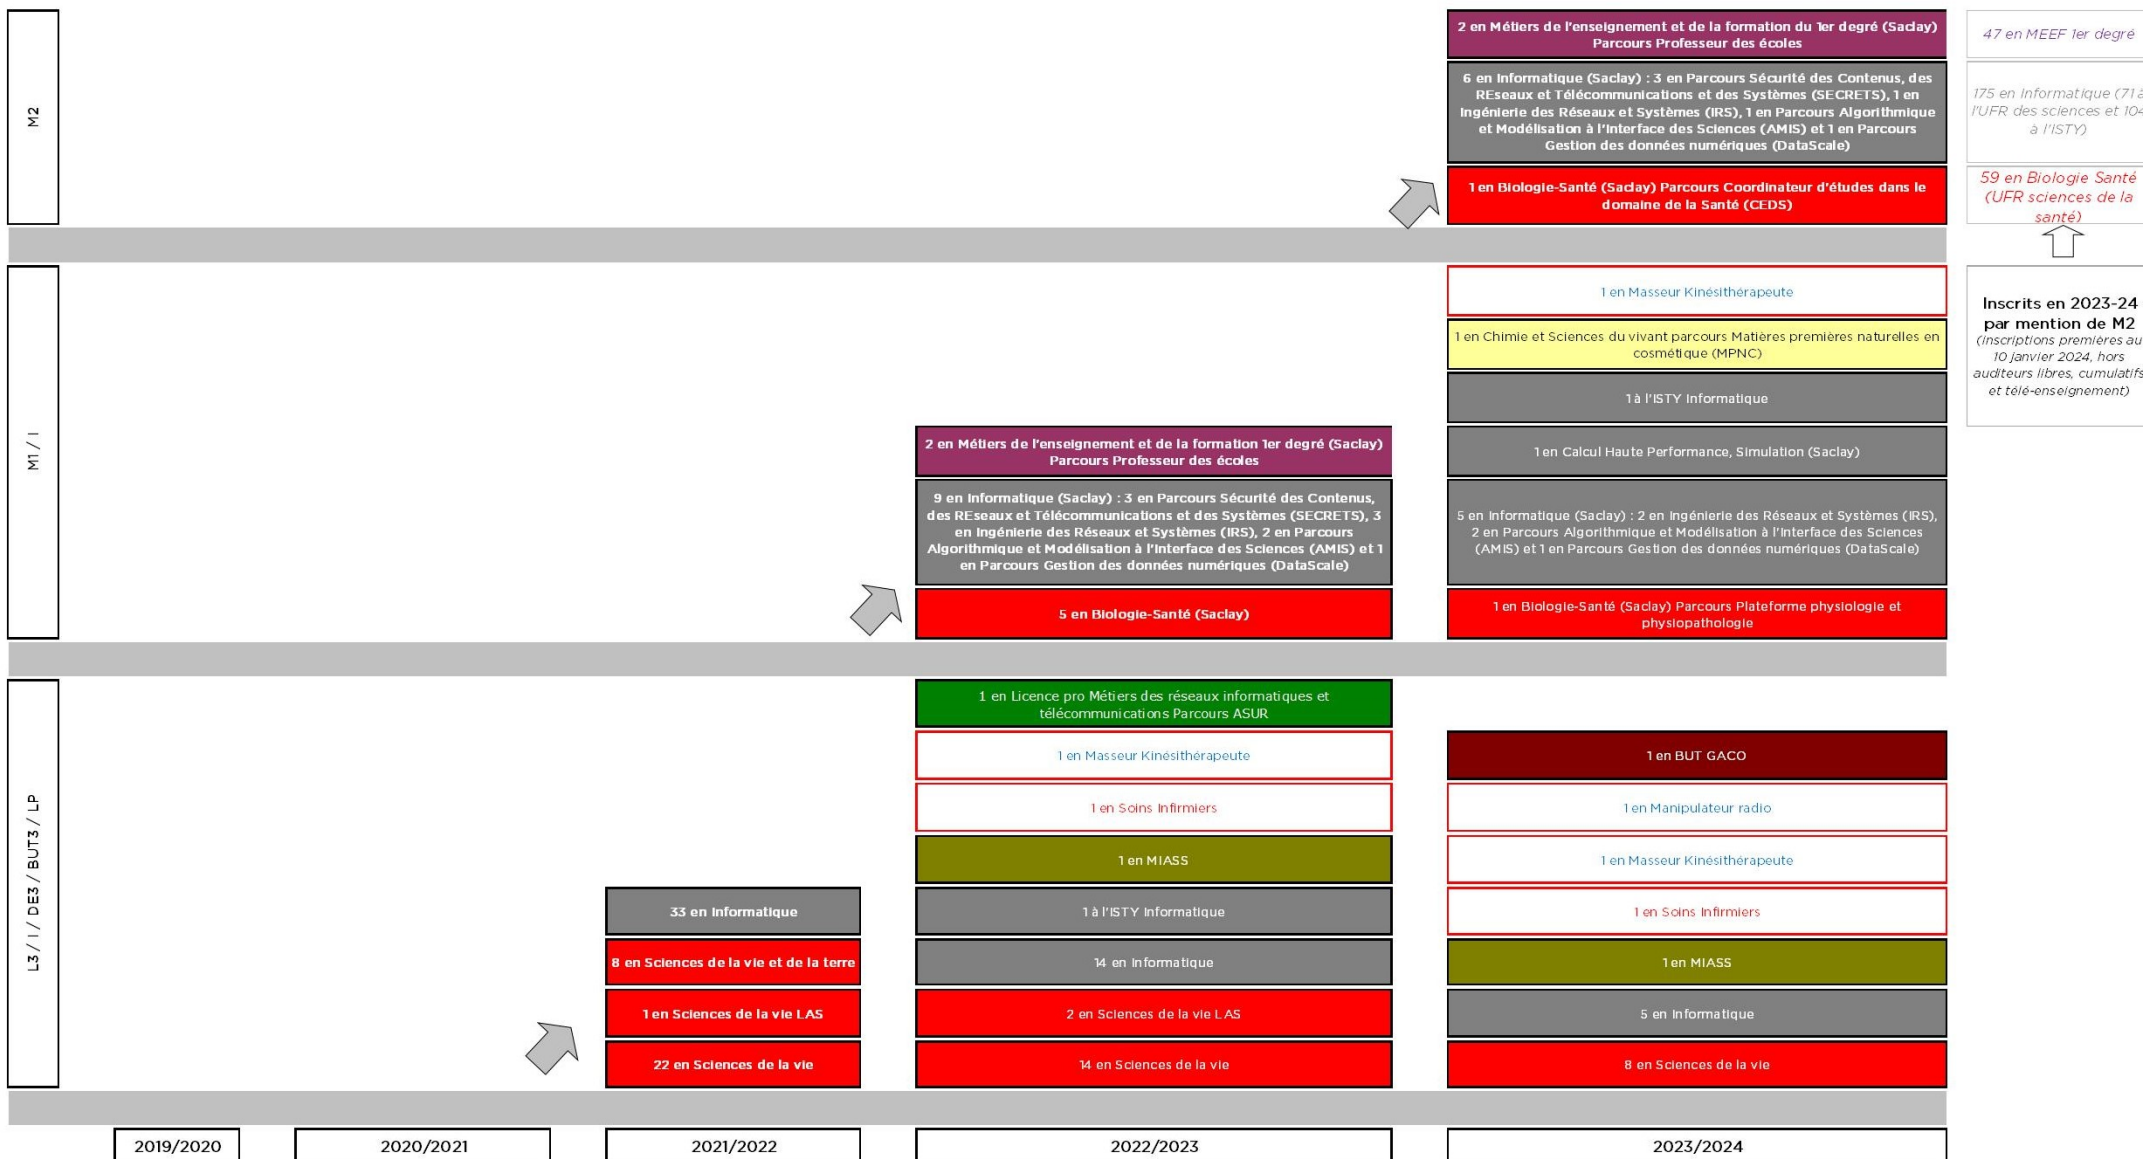 M2
2 en Métiers de l'enseignement et de la formation du 1er degré (Saclay)
Parcours Professeur des écoles
6 en Informatique (Saclay) : 3 en Parcours Sécurité des Contenus, des
REseaux et Télécommunications et des Systèmes (SECRETS), 1 en
Ingénierie des Réseaux et Systèmes (IRS), 1 en Parcours Algorithmique
et Modélisation à l'Interface des Sciences (AMIS) et 1 en Parcours
Gestion des données numériques (DataScale)
1 en Biologie-Santé (Saclay) Parcours Coordinateur d'études dans le
domaine de la Santé (CEDS)
47 en MEEF 1er degré
175 en Informatique (71 à
l'UFR des sciences et 104
à l'ISTY)
59 en Biologie Santé
(UFR sciences de la
santé)
M1 / I
2 en Métiers de l'enseignement et de la formation 1er degré (Saclay)
Parcours Professeur des écoles
9 en Informatique (Saclay) : 3 en Parcours Sécurité des Contenus,
des REseaux et Télécommunications et des Systèmes (SECRETS), 3
en Ingénierie des Réseaux et Systèmes (IRS), 2 en Parcours
Algorithmique et Modélisation à l'Interface des Sciences (AMIS) et 1
en Parcours Gestion des données numériques (DataScale)
5 en Biologie-Santé (Saclay)
1 en Masseur Kinésithérapeute
1 en Chimie et Sciences du vivant parcours Matières premières naturelles en
cosmétique (MPNC)
1 à l'ISTY Informatique
1 en Calcul Haute Performance, Simulation (Saclay)
5 en Informatique (Saclay) : 2 en Ingénierie des Réseaux et Systèmes (IRS),
2 en Parcours Algorithmique et Modélisation à l'Interface des Sciences
(AMIS) et 1 en Parcours Gestion des données numériques (DataScale)
1 en Biologie-Santé (Saclay) Parcours Plateforme physiologie et
physiopathologie
Inscrits en 2023-24
par mention de M2
(inscriptions premières au
10 janvier 2024, hors
auditeurs libres, cumulatifs
et télé-enseignement)
L3 / I / DE3 / BUT3 / LP
33 en Informatique
8 en Sciences de la vie et de la terre
1 en Sciences de la vie LAS
22 en Sciences de la vie
1 en Licence pro Métiers des réseaux informatiques et
télécommunications Parcours ASUR
1 en Masseur Kinésithérapeute
1 en Soins Infirmiers
1 en MIASS
1 à l'ISTY Informatique
14 en Informatique
2 en Sciences de la vie LAS
14 en Sciences de la vie
1 en BUT GACO
1 en Manipulateur radio
1 en Masseur Kinésithérapeute
1 en Soins Infirmiers
1 en MIASS
5 en Informatique
8 en Sciences de la vie
2019/2020
2020/2021
2021/2022
2022/2023
2023/2024